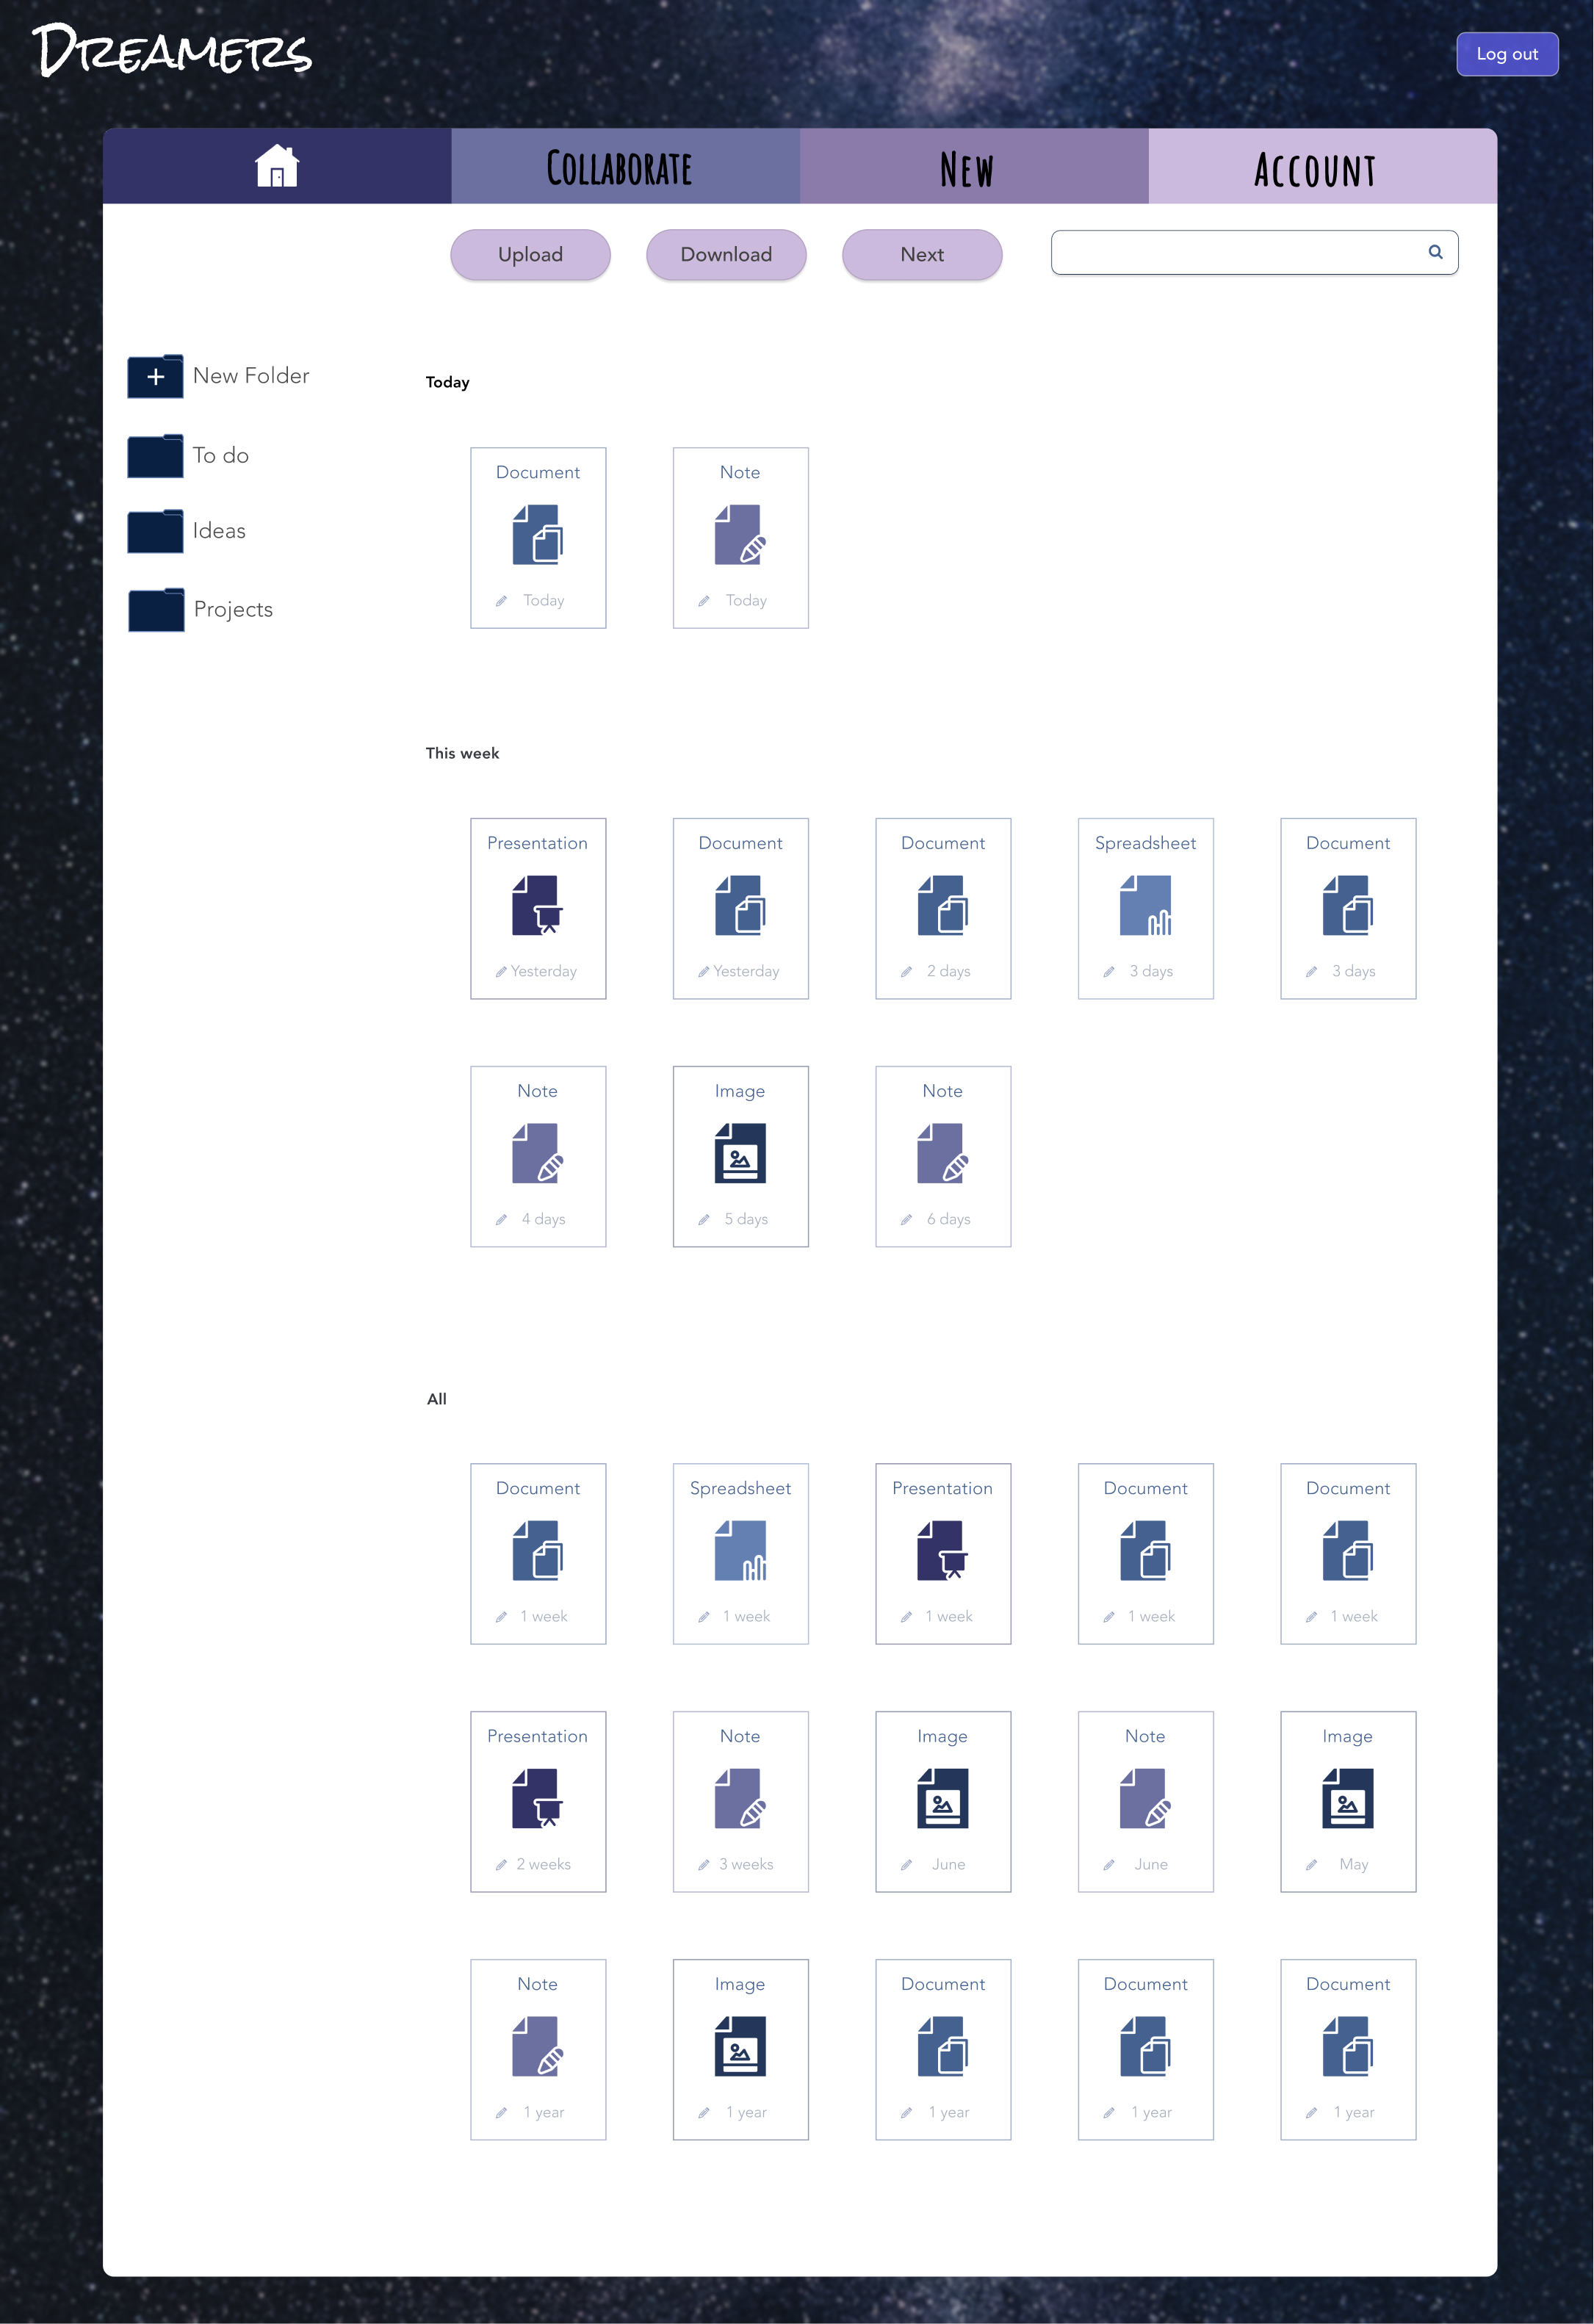 DREAMERS
Log out
COLLABORATE
NEW
ACCOUNT
Upload
Download
Next
New Folder
To do
Ideas
Projects
Today
Document
Note
Today
Today
This week
Presentation
Document
Document
Spreadsheet
Document
Yesterday
Yesterday
2 days
3 days
3 days
Note
Image
Note
4 days
5 days
6 days
All
Document
Spreadsheet
Presentation
Document
Document
1 week
1 week
1 week
1 week
1 week
Presentation
Note
Image
Note
Image
2 weeks
3 weeks
June
June
May
Note
Image
Document
Document
Document
1 year
1 year
1 year
1 year
1 year